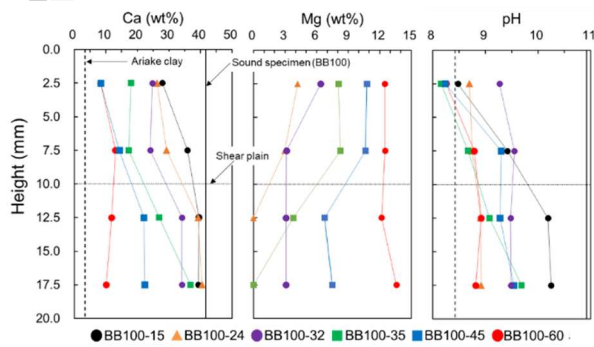 Ca (wt%) Mg (wt%) pH
0 10 20 30 40 50 0 3 6 9 12 15 8 9 10 11
0.0
Ariake clay
Sound specimen (BB100)
2.5
5.0
7.5
Shear plain
10.0
12.5
15.0
17.5
20.0
Height (mm)
BB100-15 BB100-24 BB100-32 BB100-35 BB100-45 BB100-60